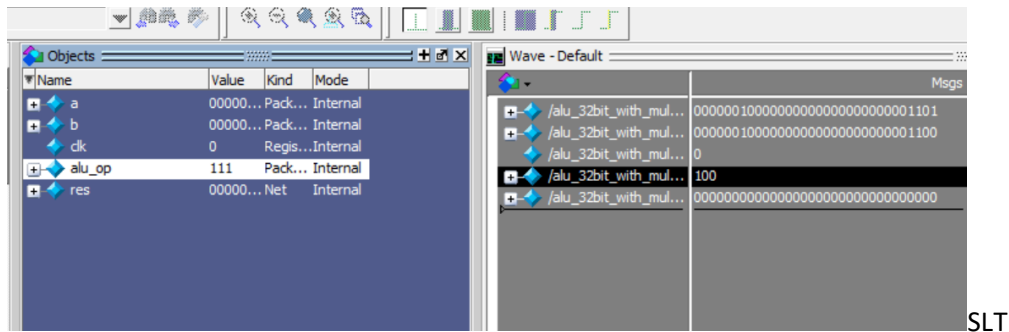 Objects
Wave - Default
Name Value Kind Mode
Msgs
a 00000... Pack... Internal
b 00000... Pack... Internal
clk 0 Regis... Internal
alu_op 111 Pack... Internal
res 00000... Net Internal
/alu_32bit_with_mul... 00000010000000000000000000001101
/alu_32bit_with_mul... 00000010000000000000000000001100
/alu_32bit_with_mul... 0
/alu_32bit_with_mul... 100
/alu_32bit_with_mul... 00000000000000000000000000000000
SLT